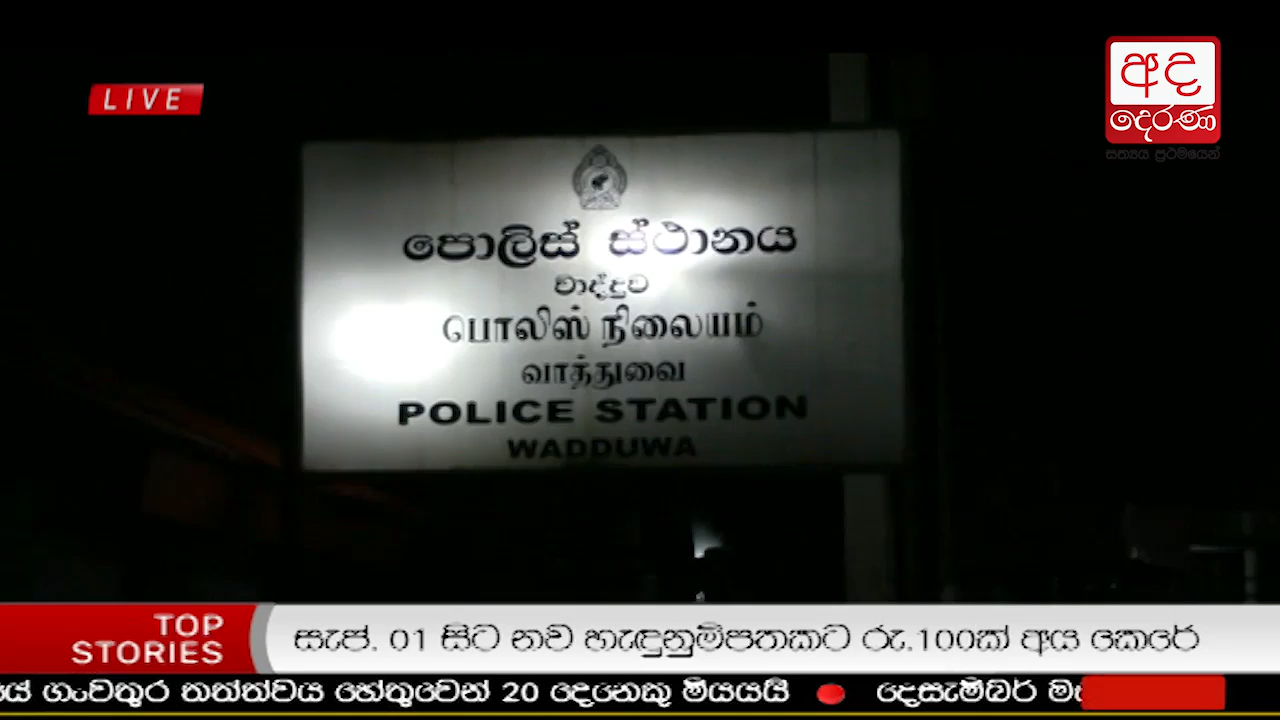 LIVE
අද
දෙරණ
සත්‍යය ප්‍රථමයෙන්
පොලිස් ස්ථානය
වාද්දුව
பொலிஸ் நிலையம்
வாத்துவை
POLICE STATION
WADDUWA
TOP
STORIES
සැප්. 01 සිට නව හැඳුනුම්පතකට රු.100ක් අය කෙරේ
ගංවතුර තත්ත්වය හේතුවෙන් 20 දෙනෙකු මියයයි
දෙසැම්බර්